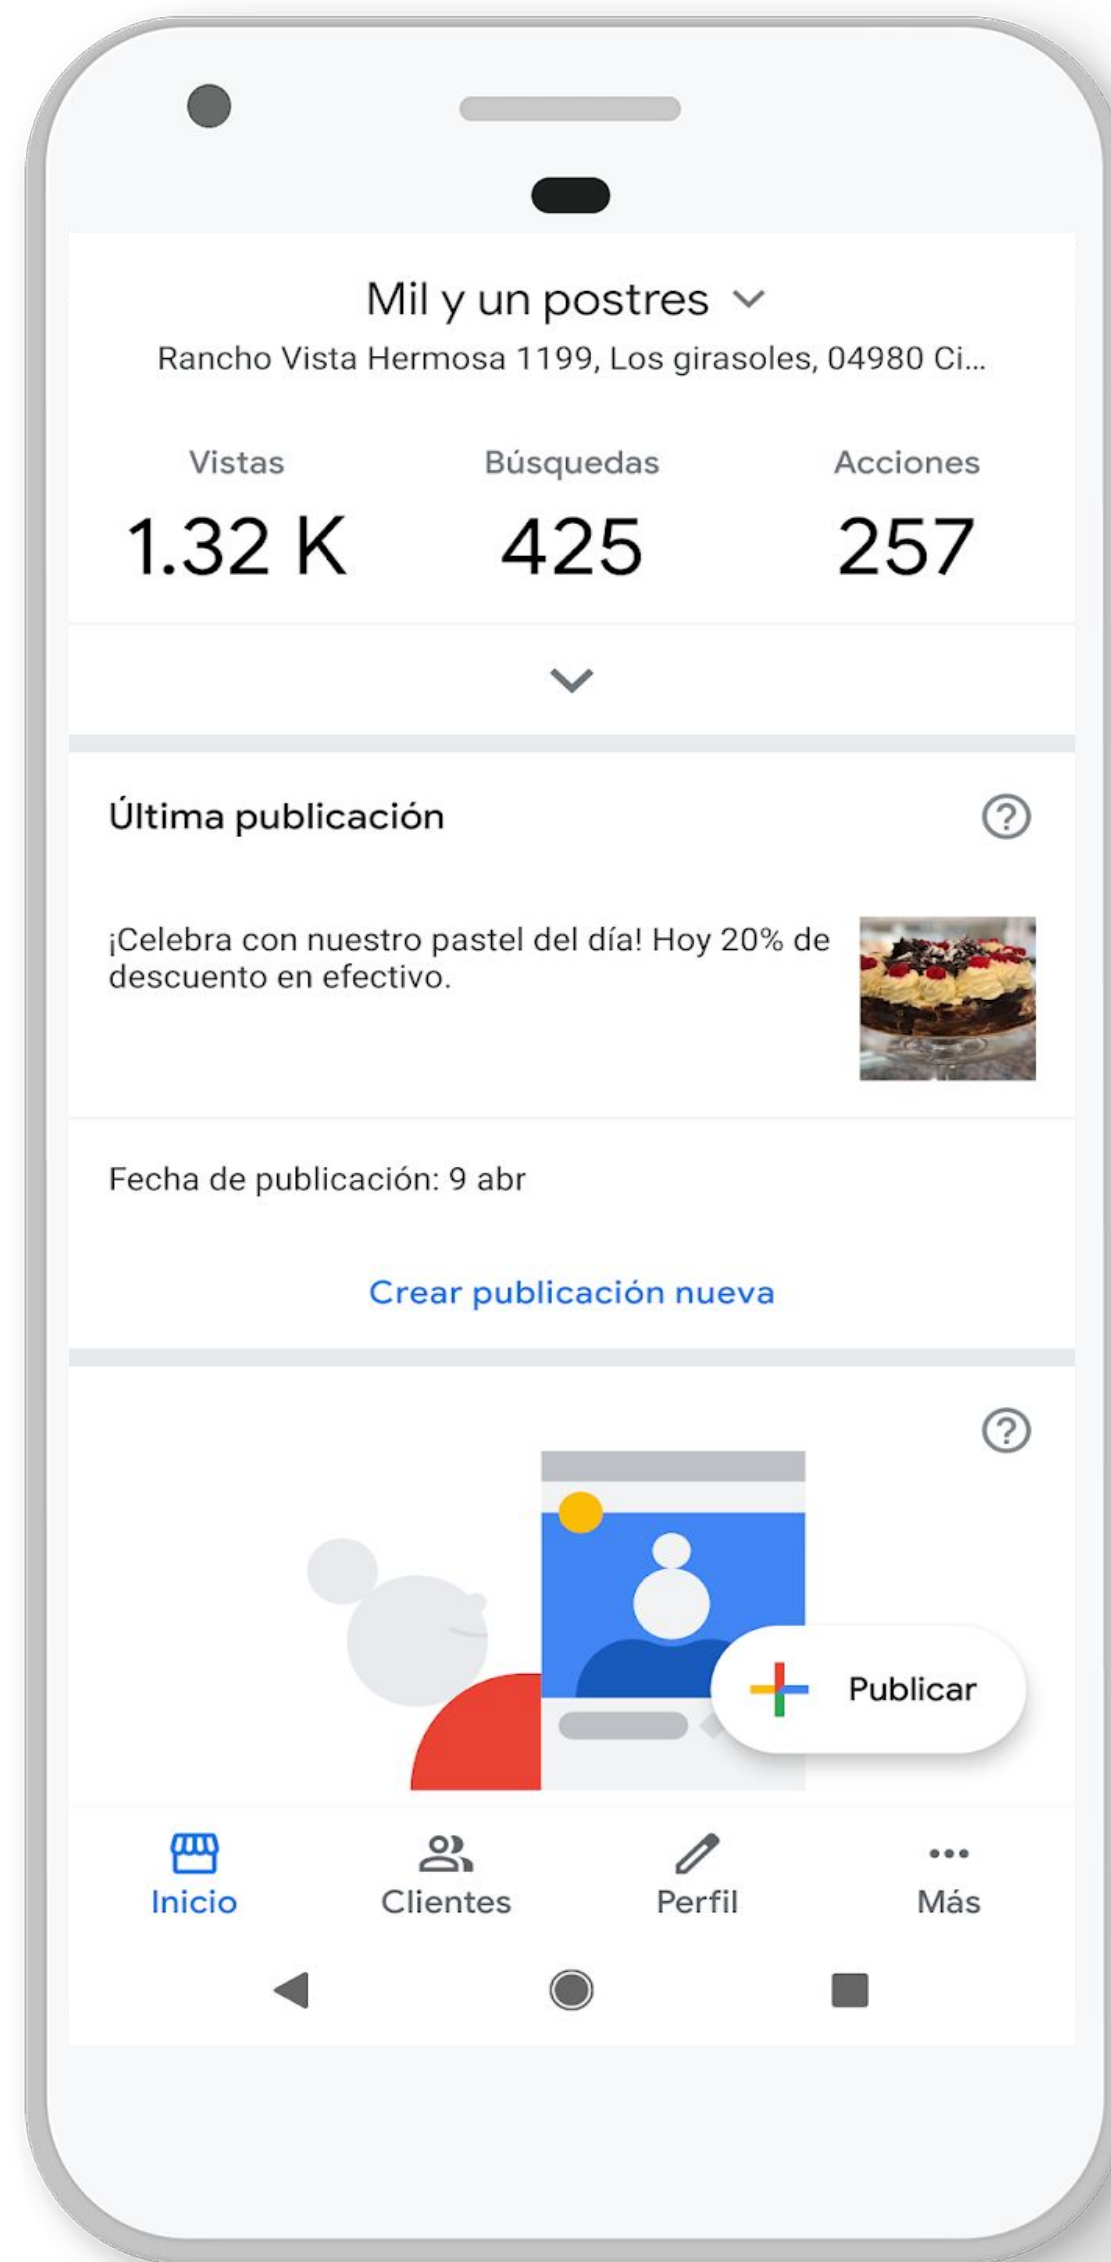 Mil y un postres
Rancho Vista Hermosa 1199, Los girasoles, 04980 Ci...
Vistas Búsquedas Acciones
1.32 K 425 257
Última publicación
¡Celebra con nuestro pastel del día! Hoy 20% de
descuento en efectivo.
Fecha de publicación: 9 abr
Crear publicación nueva
Publicar
Inicio Clientes Perfil Más